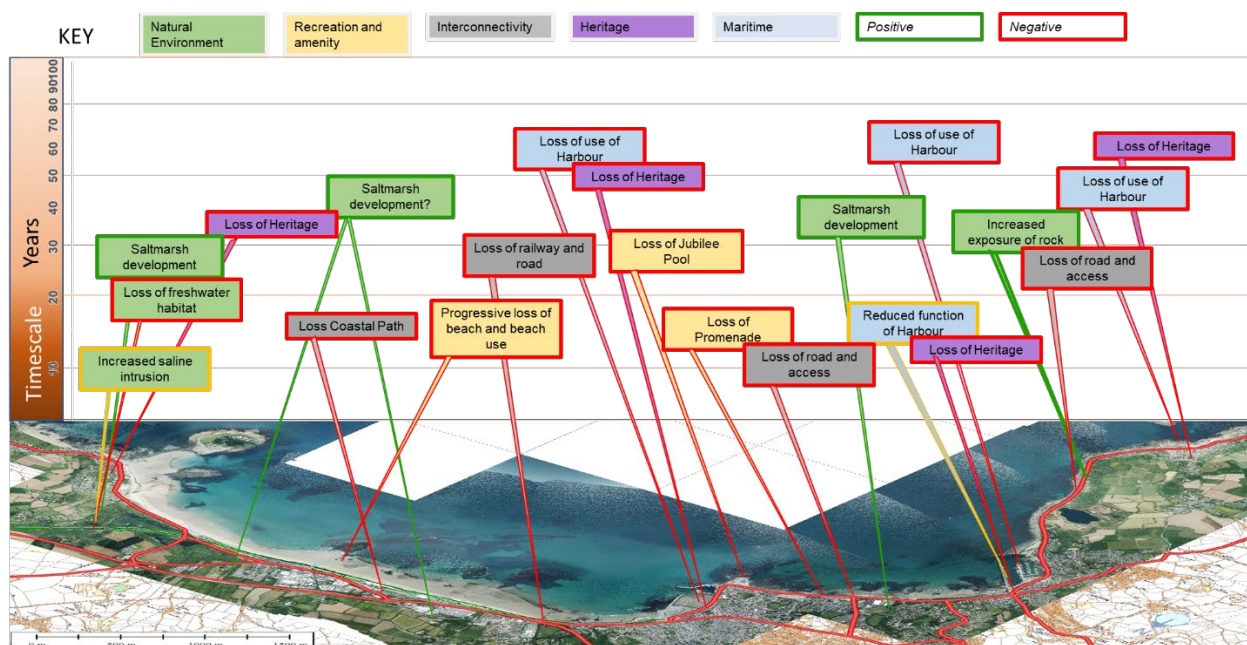 KEY
Natural
Environment
Recreation and
amenity
Interconnectivity
Heritage
Maritime
Positive
Negative
Timescale Years
100
90
80
70
60
50
40
30
20
10
Loss of use of
Harbour
Loss of use of
Harbour
Loss of Heritage
Loss of Heritage
Loss of use of
Harbour
Saltmarsh
development?
Loss of Heritage
Saltmarsh
development
Increased
exposure of rock
Saltmarsh
development
Loss of railway and
road
Loss of Jubilee
Pool
Loss of road and
access
Loss of freshwater
habitat
Loss Coastal Path
Progressive loss of
beach and beach
use
Loss of
Promenade
Reduced function
of Harbour
Increased saline
intrusion
Loss of road and
access
Loss of Heritage
0 m
500 m
1000 m